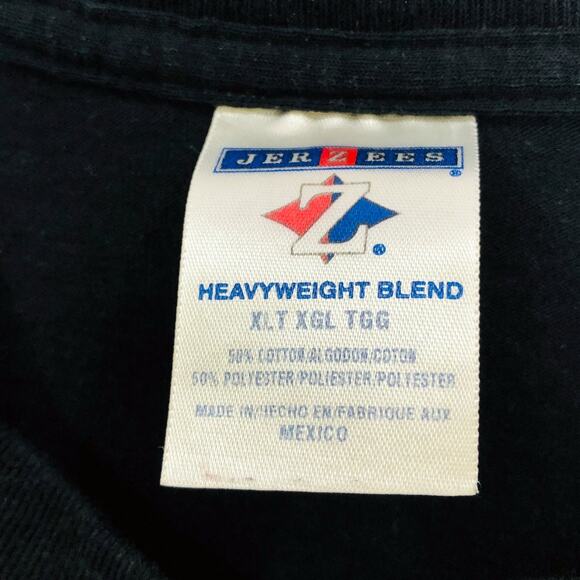 JERZEES®
Z®
HEAVYWEIGHT BLEND
XLT XGL TGG
50% COTTON/ALGODON/COTON
50% POLYESTER/POLIESTER/POLYESTER
MADE IN/HECHO EN/FABRIQUE AUX
MEXICO